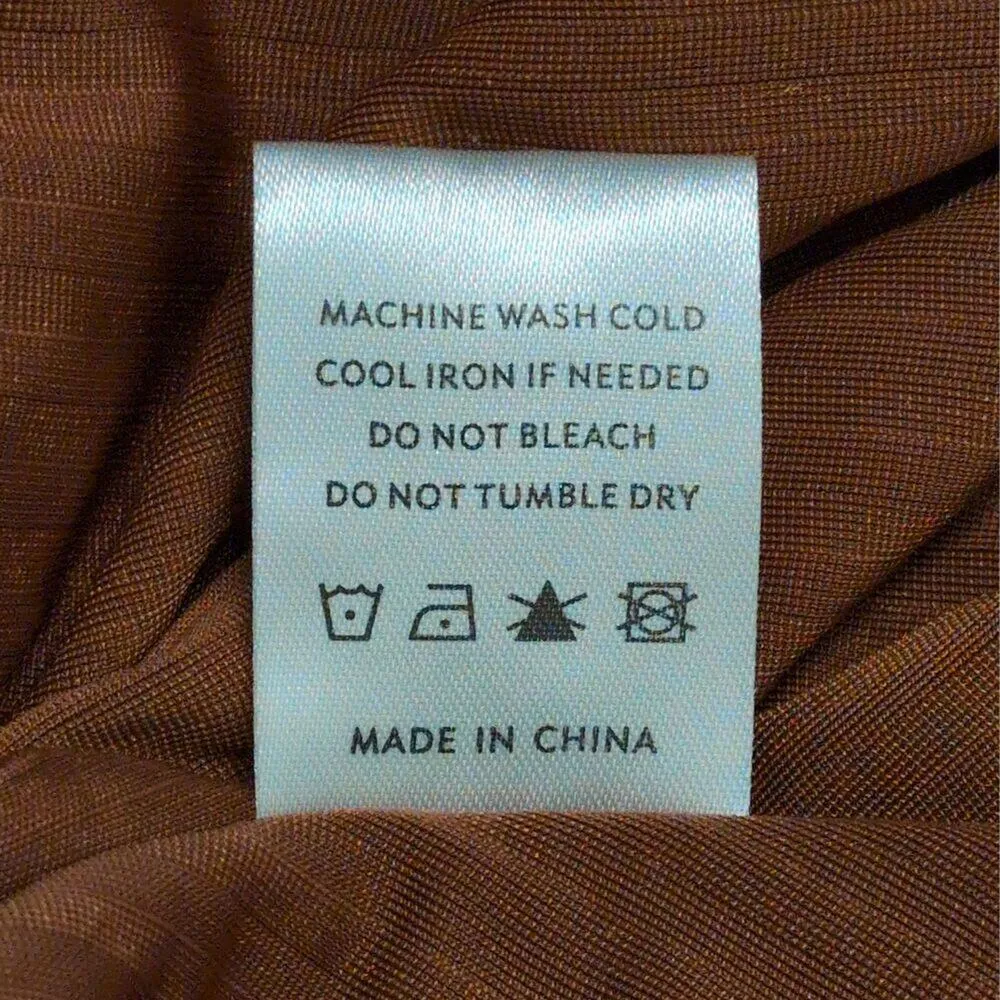 MACHINE WASH COLD
COOL IRON IF NEEDED
DO NOT BLEACH
DO NOT TUMBLE DRY
MADE IN CHINA